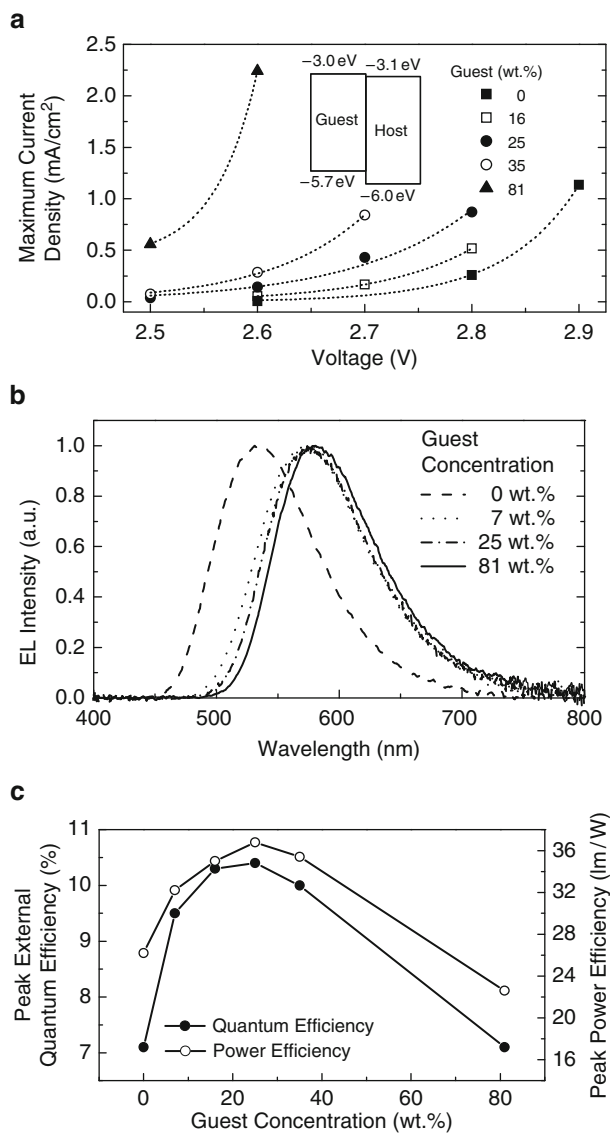 a
Maximum Current
Density (mA/cm²)
2.5
2.0
1.5
1.0
0.5
0.0
−3.0 eV
−3.1 eV
Guest
Host
−5.7 eV
−6.0 eV
Guest (wt.%)
0
16
25
35
81
2.5 2.6 2.7 2.8 2.9
Voltage (V)
b
EL Intensity (a.u.)
1.0
0.8
0.6
0.4
0.2
0.0
Guest
Concentration
0 wt.%
7 wt.%
25 wt.%
81 wt.%
400 500 600 700 800
Wavelength (nm)
c
Peak External
Quantum Efficiency (%)
11
10
9
8
7
Quantum Efficiency
Power Efficiency
36
32
28
24
52
16
Peak Power Efficiency (lm/W)
0 20 40 60 80
Guest Concentration (wt.%)